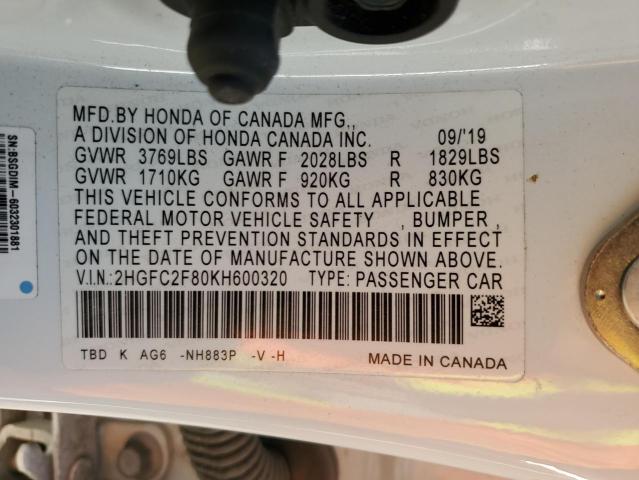 MFD.BY HONDA OF CANADA MFG.,
A DIVISION OF HONDA CANADA INC. 09/'19
GVWR 3769LBS GAWR F 2028LBS R 1829LBS
GVWR 1710KG GAWR F 920KG R 830KG
THIS VEHICLE CONFORMS TO ALL APPLICABLE
FEDERAL MOTOR VEHICLE SAFETY , BUMPER ,
AND THEFT PREVENTION STANDARDS IN EFFECT
ON THE DATE OF MANUFACTURE SHOWN ABOVE.
V.I.N.: 2HGFC2F80KH600320 TYPE: PASSENGER CAR
TBD K AG6 -NH883P -V -H MADE IN CANADA
SN:BSGDIM-6032301881